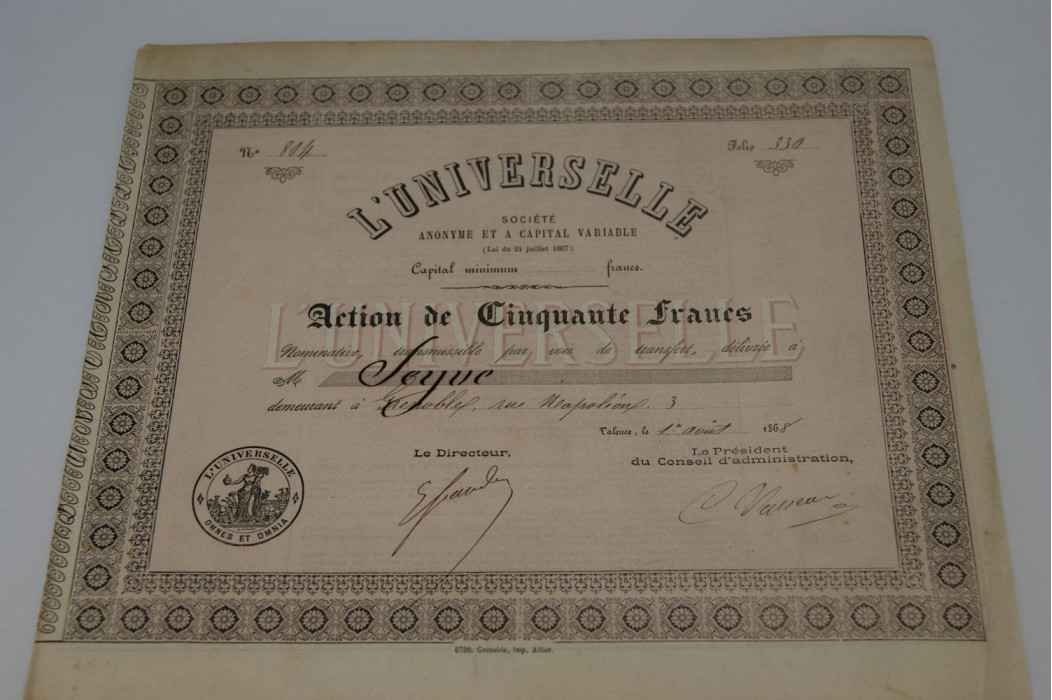 N° 804
Folio 330
L'UNIVERSELLE
SOCIÉTÉ
ANONYME ET A CAPITAL VARIABLE
(Loi du 24 juillet 1867)
Capital minimum francs.
L'UNIVERSELLE
Action de Cinquante Francs
Nominative, transmissible par voie de transfert, délivrée à
M Seyve
demeurant à Grenoble, rue Napoléon. 3
Valence, le 1er août 1868
Le Directeur,
Le Président
du Conseil d'administration,
L'UNIVERSELLE
OMNES ET OMNIA
6729. Grenoble, imp. Allier.